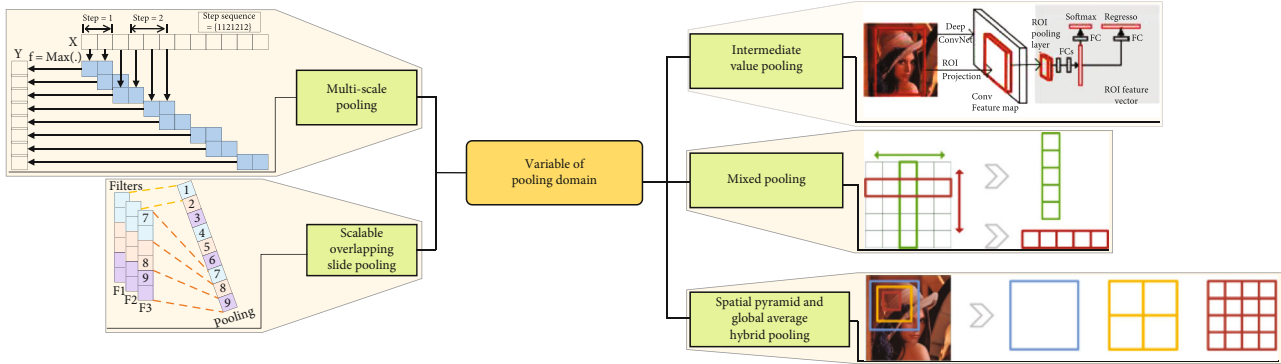 Step = 1
Step = 2
Step sequence
= {1121212}
X
Y
f = Max(.)
Multi-scale
pooling
Filters
7
8
9
F1
F2
F3
1
2
3
4
5
6
7
8
9
Pooling
Scalable
overlapping
slide pooling
Variable of
pooling domain
Intermediate
value pooling
Deep
ConvNet
ROI
Projection
Conv
Feature map
ROI
pooling
layer
FCs
Softmax
FC
Regresso
FC
ROI feature
vector
Mixed pooling
Spatial pyramid and
global average
hybrid pooling